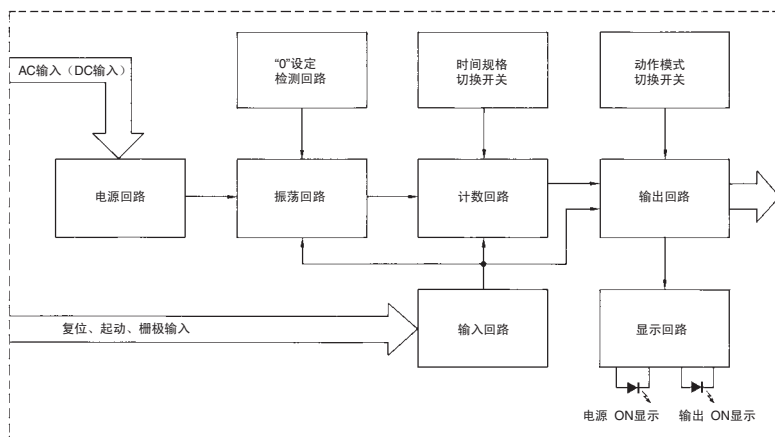 AC输入（DC输入）
“0”设定
检测回路
时间规格
切换开关
动作模式
切换开关
电源回路
振荡回路
计数回路
输出回路
复位、起动、栅极输入
输入回路
显示回路
电源 ON显示
输出 ON显示